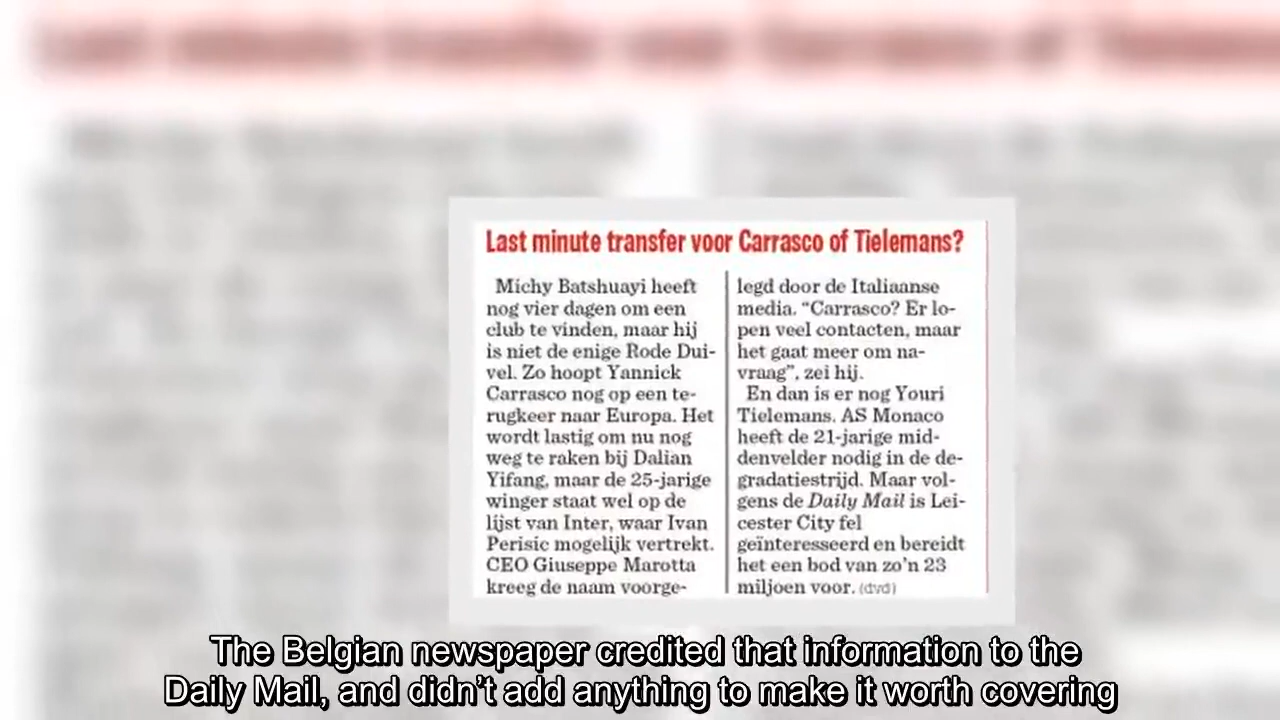 Last minute transfer voor Carrasco of Tielemans?
Michy Batshuayi heeft
nog vier dagen om een
club te vinden, maar hij
is niet de enige Rode Dui-
vel. Zo hoopt Yannick
Carrasco nog op een te-
rugkeer naar Europa. Het
wordt lastig om nu nog
weg te raken bij Dalian
Yifang, maar de 25-jarige
winger staat wel op de
lijst van Inter, waar Ivan
Perisic mogelijk vertrekt.
CEO Giuseppe Marotta
kreeg de naam voorge-
legd door de Italiaanse
media. “Carrasco? Er lo-
pen veel contacten, maar
het gaat meer om na-
vraag”, zei hij.
En dan is er nog Youri
Tielemans. AS Monaco
heeft de 21-jarige mid-
denvelder nodig in de de-
gradatiestrijd. Maar vol-
gens de Daily Mail is Lei-
cester City fel
geïnteresseerd en bereidt
het een bod van zo’n 23
miljoen voor. (dvd)
The Belgian newspaper credited that information to the
Daily Mail, and didn’t add anything to make it worth covering